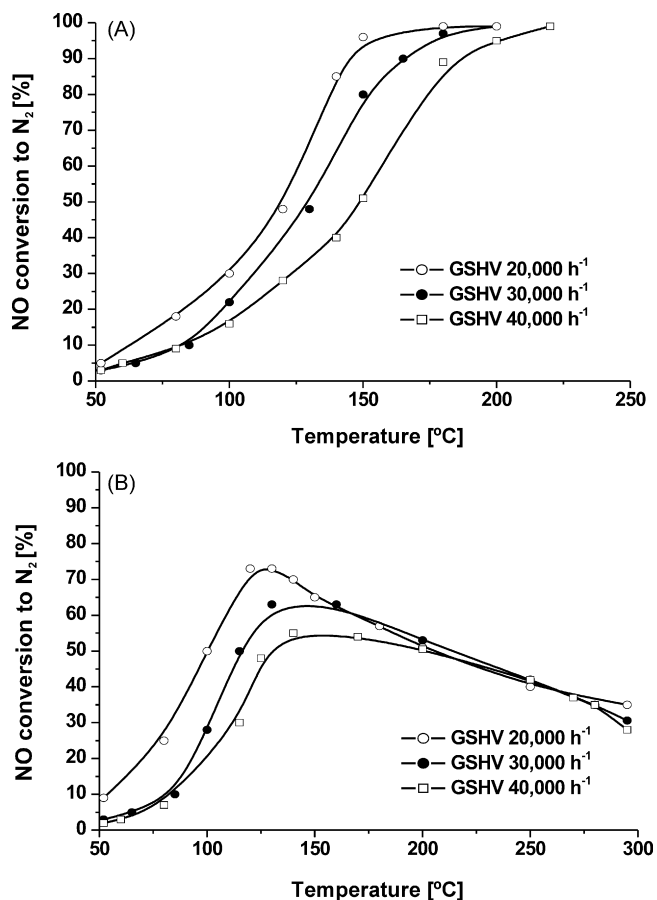 (A)
NO conversion to N₂ [%]
100
90
80
70
60
50
40
30
20
10
0
GSHV 20,000 h⁻¹
GSHV 30,000 h⁻¹
GSHV 40,000 h⁻¹
50 100 150 200 250
Temperature [ºC]
(B)
NO conversion to N₂ [%]
100
90
80
70
60
50
40
30
20
10
0
GSHV 20,000 h⁻¹
GSHV 30,000 h⁻¹
GSHV 40,000 h⁻¹
50 100 150 200 250 300
Temperature [ºC]